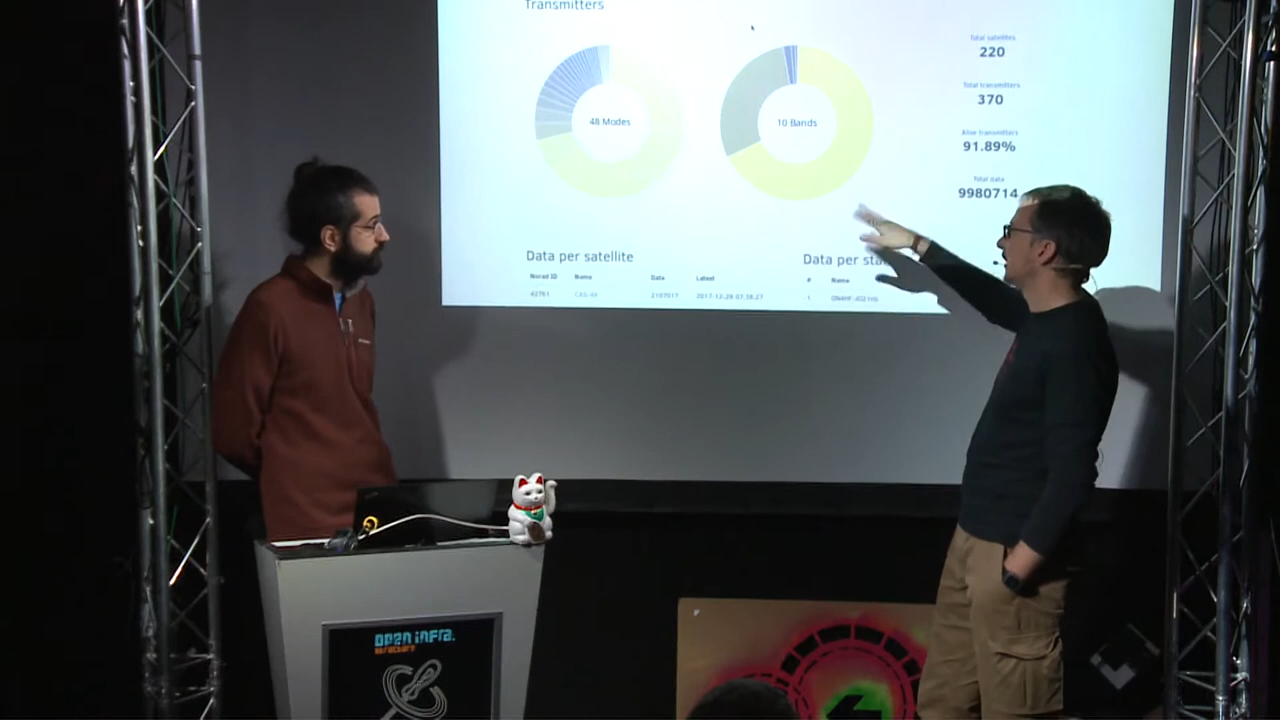 Transmitters
48 Modes
10 Bands
Total satellites
220
Total transmitters
370
Alive transmitters
91.89%
Total data
9980714
Data per satellite
Norad ID Name Data Latest
42761 CAS-4A 2107017 2017-12-28 07:38:27
Data per sta
# Name
1
open infra.